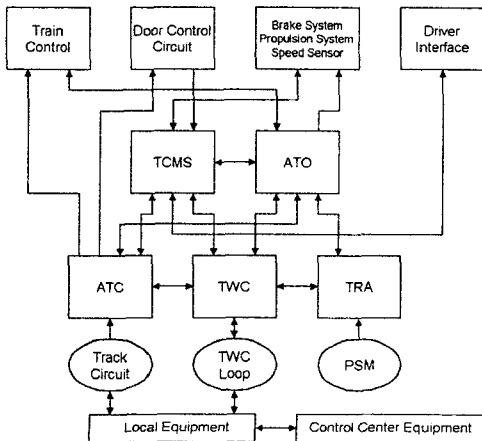 Train
Control
Door Control
Circuit
Brake System
Propulsion System
Speed Sensor
Driver
Interface
TCMS
ATO
ATC
TWC
TRA
Track
Circuit
TWC
Loop
PSM
Local Equipment
Control Center Equipment